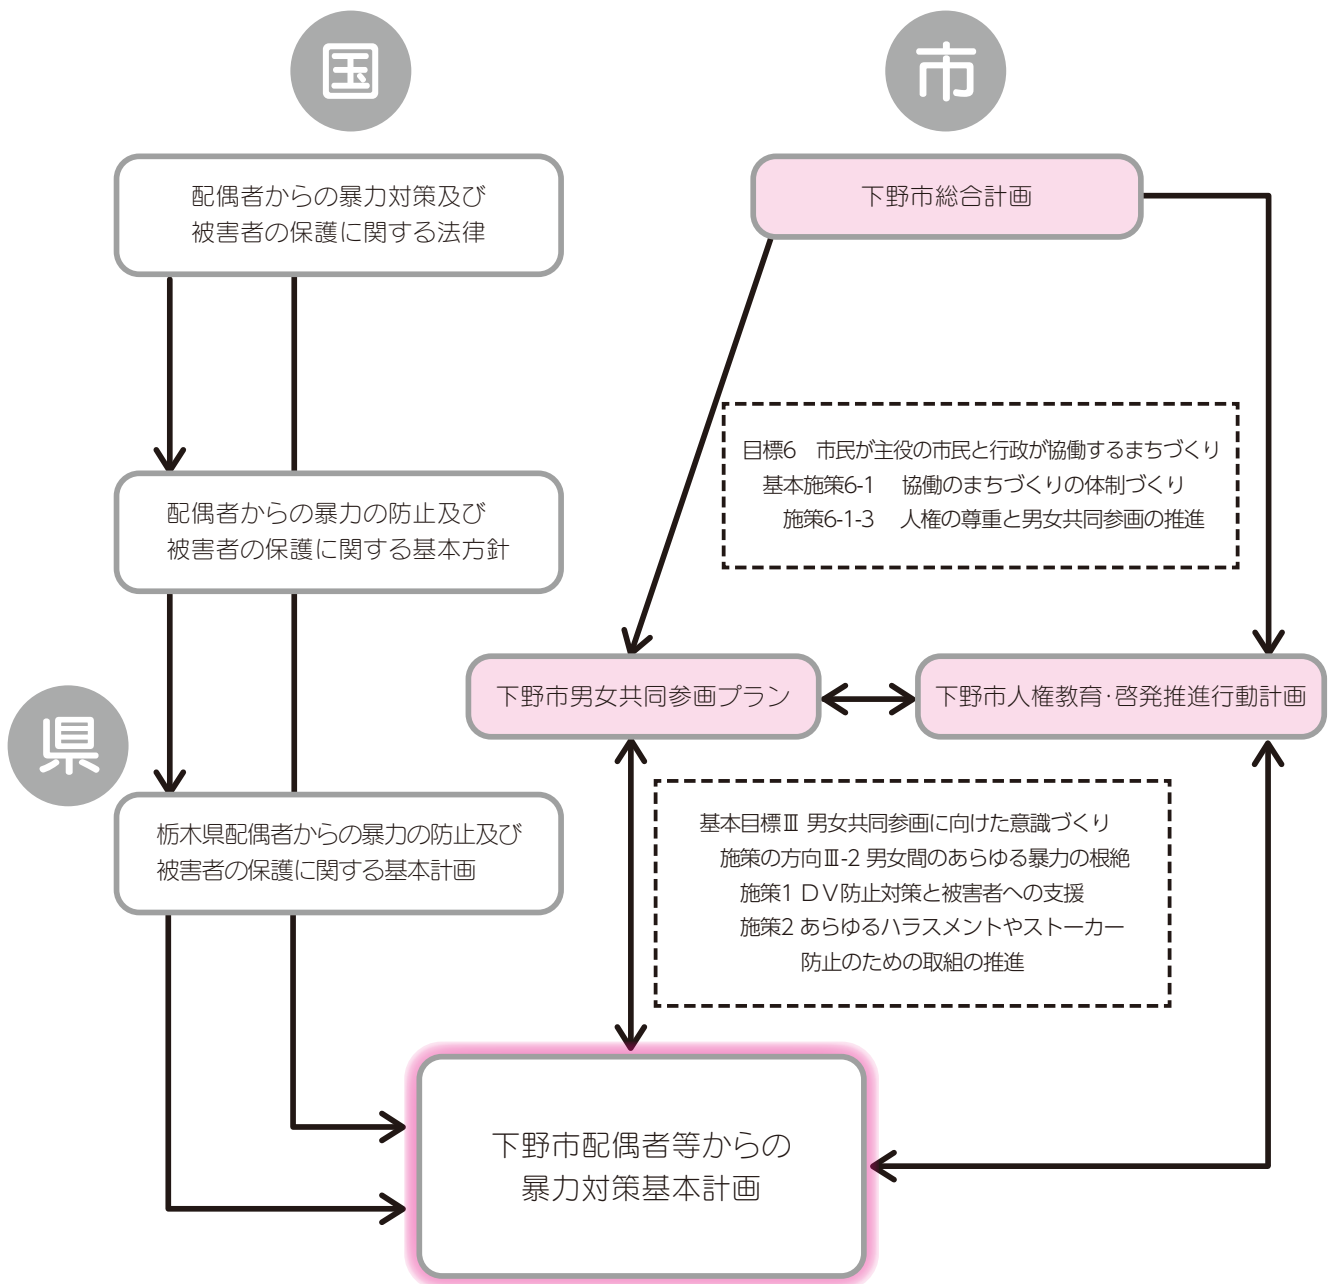 国
配偶者からの暴力対策及び
被害者の保護に関する法律
配偶者からの暴力の防止及び
被害者の保護に関する基本方針
県
栃木県配偶者からの暴力の防止及び
被害者の保護に関する基本計画
市
下野市総合計画
目標6　市民が主役の市民と行政が協働するまちづくり
基本施策6-1　協働のまちづくりの体制づくり
施策6-1-3　人権の尊重と男女共同参画の推進
下野市男女共同参画プラン
下野市人権教育･啓発推進行動計画
基本目標Ⅲ 男女共同参画に向けた意識づくり
施策の方向Ⅲ-2 男女間のあらゆる暴力の根絶
施策1 ＤＶ防止対策と被害者への支援
施策2 あらゆるハラスメントやストーカー
防止のための取組の推進
下野市配偶者等からの
暴力対策基本計画